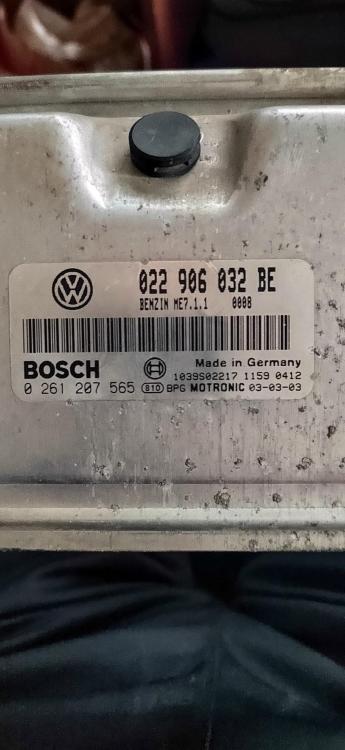 022 906 032 BE
BENZIN ME7.1.1 0008
BOSCH
Made in Germany
1039S02217 1159 0412
0 261 207 565 810 BPG MOTRONIC 03-03-03